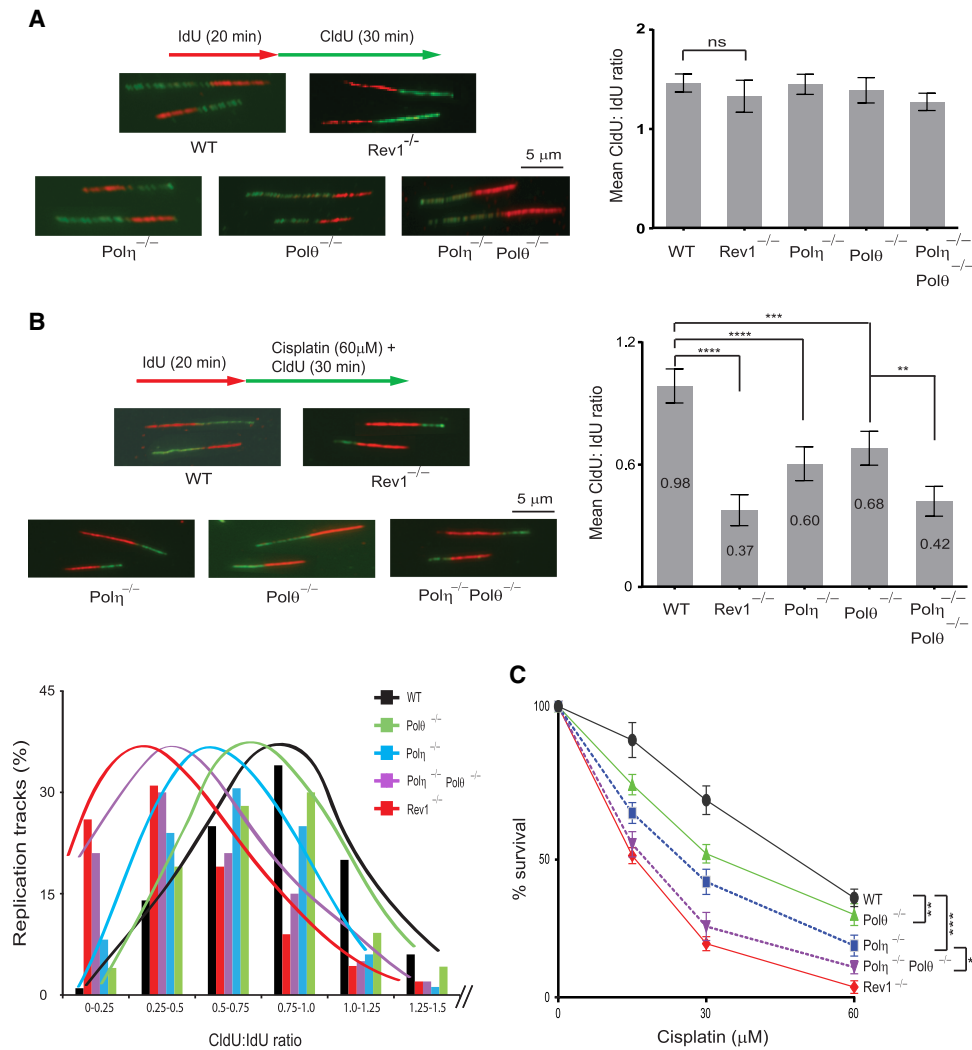 A
IdU (20 min)
CldU (30 min)
WT
Rev1-/-
5 μm
Polη-/-
Polθ-/-
Polη-/- Polθ-/-
2
1
2
Mean CldU: IdU ratio
ns
WT
Rev1-/-
Polη-/-
Polθ-/-
Polη-/-
Polθ-/-
B
IdU (20 min)
Cisplatin (60μM) +
CldU (30 min)
WT
Rev1-/-
5 μm
Polη-/-
Polθ-/-
Polη-/-Polθ-/-
1.2
0.6
0
Mean CldU: IdU ratio
***
****
****
**
0.98
0.37
0.60
0.68
0.42
WT
Rev1-/-
Polη-/-
Polθ-/-
Polη-/-
Polθ
45
30
15
0
Replication tracks (%)
WT
Polθ-/-
Polη-/-
Polη-/- Polθ-/-
Rev1-/-
0-0.25
0.25-0.5
0.5-0.75
0.75-1.0
1.0-1.25
1.25-1.5
CldU:IdU ratio
C
100
50
0
% survival
WT
Polθ-/-
Polη-/-
Polη-/- Polθ-/-
Rev1-/-
**
***
*
0
30
60
Cisplatin (μM)